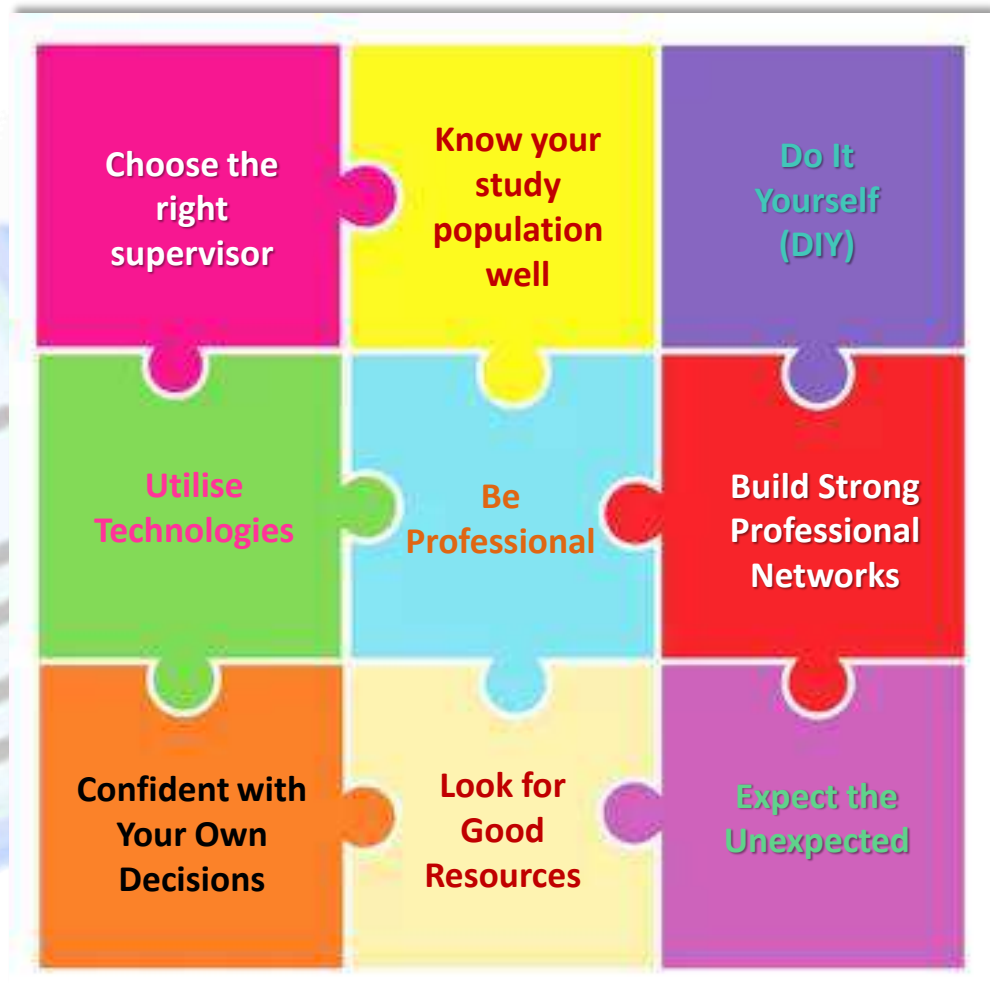 Choose the
right
supervisor
Know your
study
population
well
Do It
Yourself
(DIY)
Utilise
Technologies
Be
Professional
Build Strong
Professional
Networks
Confident with
Your Own
Decisions
Look for
Good
Resources
Expect the
Unexpected